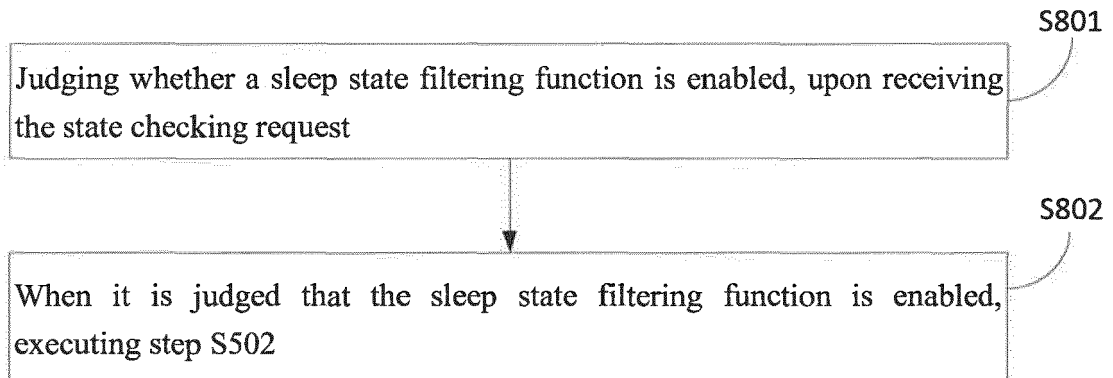 S801
Judging whether a sleep state filtering function is enabled, upon receiving
the state checking request
S802
When it is judged that the sleep state filtering function is enabled,
executing step S502